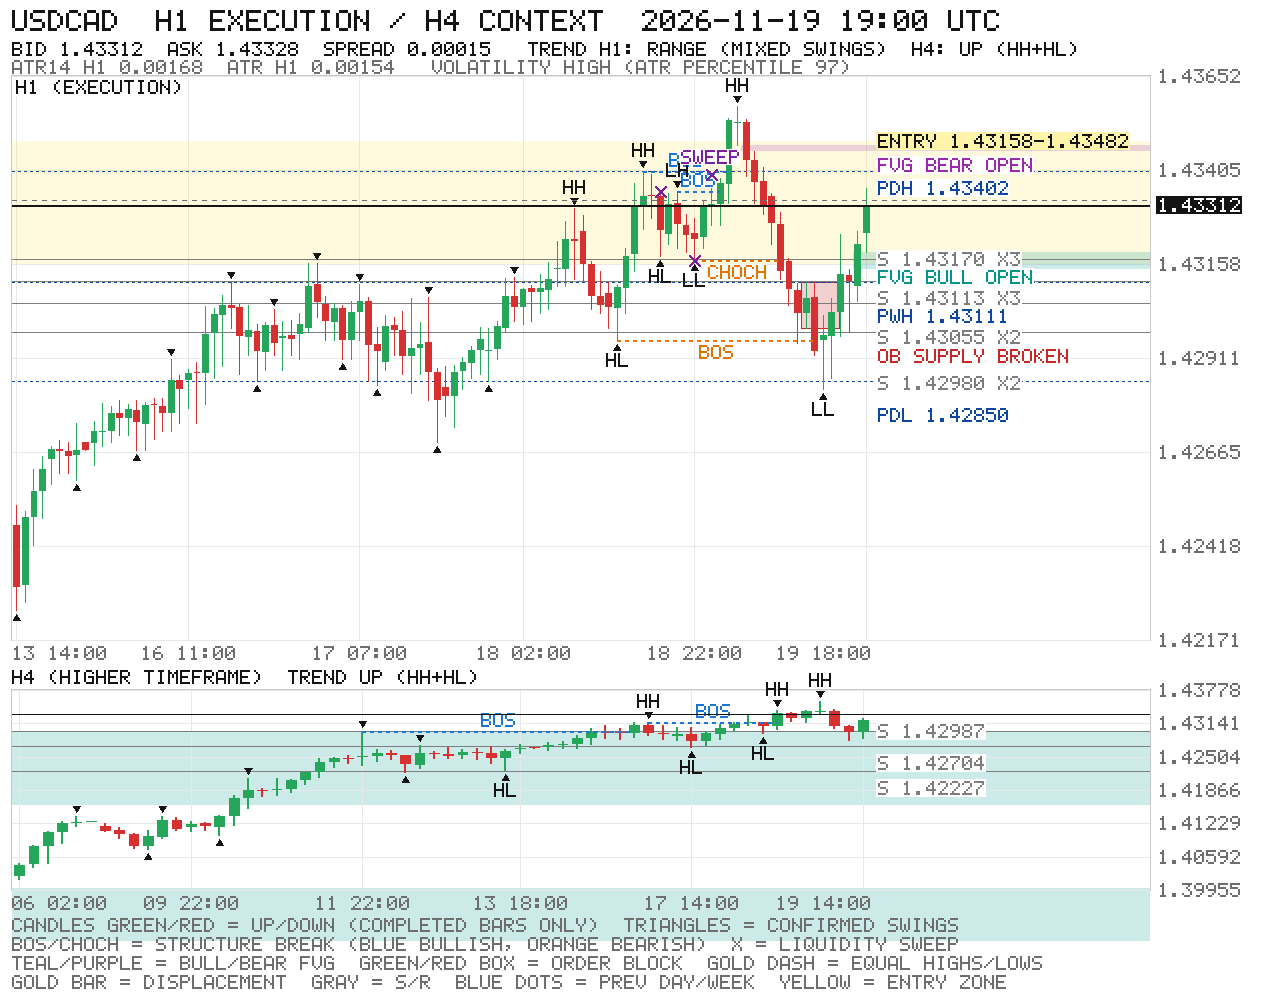 USDCAD  H1 EXECUTION / H4 CONTEXT  2026-11-19 19:00 UTC
BID 1.43312  ASK 1.43328  SPREAD 0.00015   TREND H1: RANGE (MIXED SWINGS)  H4: UP (HH+HL)
ATR14 H1 0.00168  ATR H1 0.00154   VOLATILITY HIGH (ATR PERCENTILE 97)
1.43652
H1 (EXECUTION)
HH
ENTRY 1.43158-1.43482
HH
SWEEP
FVG BEAR OPEN
LH
1.43405
BOS
HH
PDH 1.43402
1.43312
S 1.43170 X3
1.43158
HL
LL
CHOCH
FVG BULL OPEN
S 1.43113 X3
PWH 1.43111
S 1.43055 X2
BOS
HL
OB SUPPLY BROKEN
1.42911
S 1.42980 X2
LL
PDL 1.42850
1.42665
1.42418
1.42171
13 14:00
16 11:00
17 07:00
18 02:00
18 22:00
19 18:00
H4 (HIGHER TIMEFRAME)  TREND UP (HH+HL)
HH
HH
1.43778
HH
BOS
BOS
1.43141
S 1.42987
HL
HL
1.42504
S 1.42704
HL
S 1.42227
1.41866
1.41229
1.40592
1.39955
06 02:00
09 22:00
11 22:00
13 18:00
17 14:00
19 14:00
CANDLES GREEN/RED = UP/DOWN (COMPLETED BARS ONLY)  TRIANGLES = CONFIRMED SWINGS
BOS/CHOCH = STRUCTURE BREAK (BLUE BULLISH, ORANGE BEARISH)  X = LIQUIDITY SWEEP
TEAL/PURPLE = BULL/BEAR FVG  GREEN/RED BOX = ORDER BLOCK  GOLD DASH = EQUAL HIGHS/LOWS
GOLD BAR = DISPLACEMENT  GRAY = S/R  BLUE DOTS = PREV DAY/WEEK  YELLOW = ENTRY ZONE